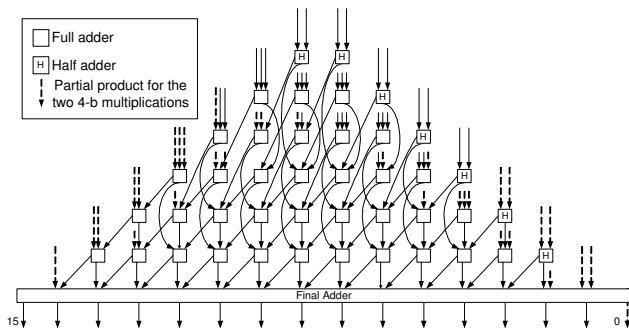 Full adder
H Half adder
Partial product for the
two 4-b multiplications
H H
H
H
H
H
H
Final Adder
15 0